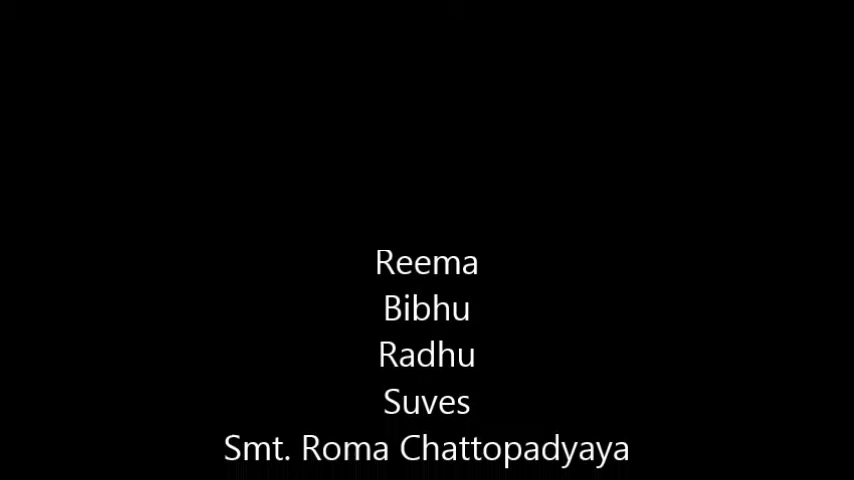 Reema
Bibhu
Radhu
Suves
Smt. Roma Chattopadyaya